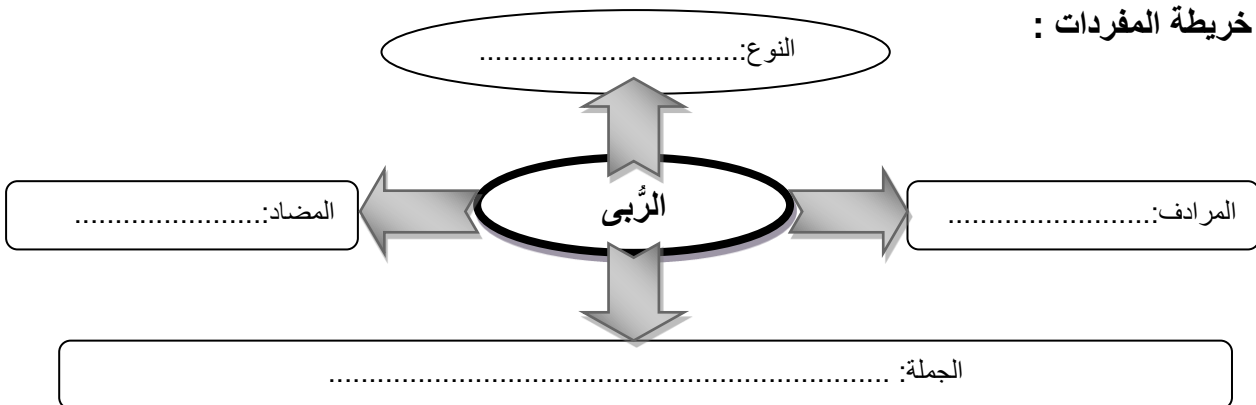 خريطة المفردات :
النوع:................................
الرُّبى
المرادف:..........................
المضاد:.......................
الجملة: ......................................................................